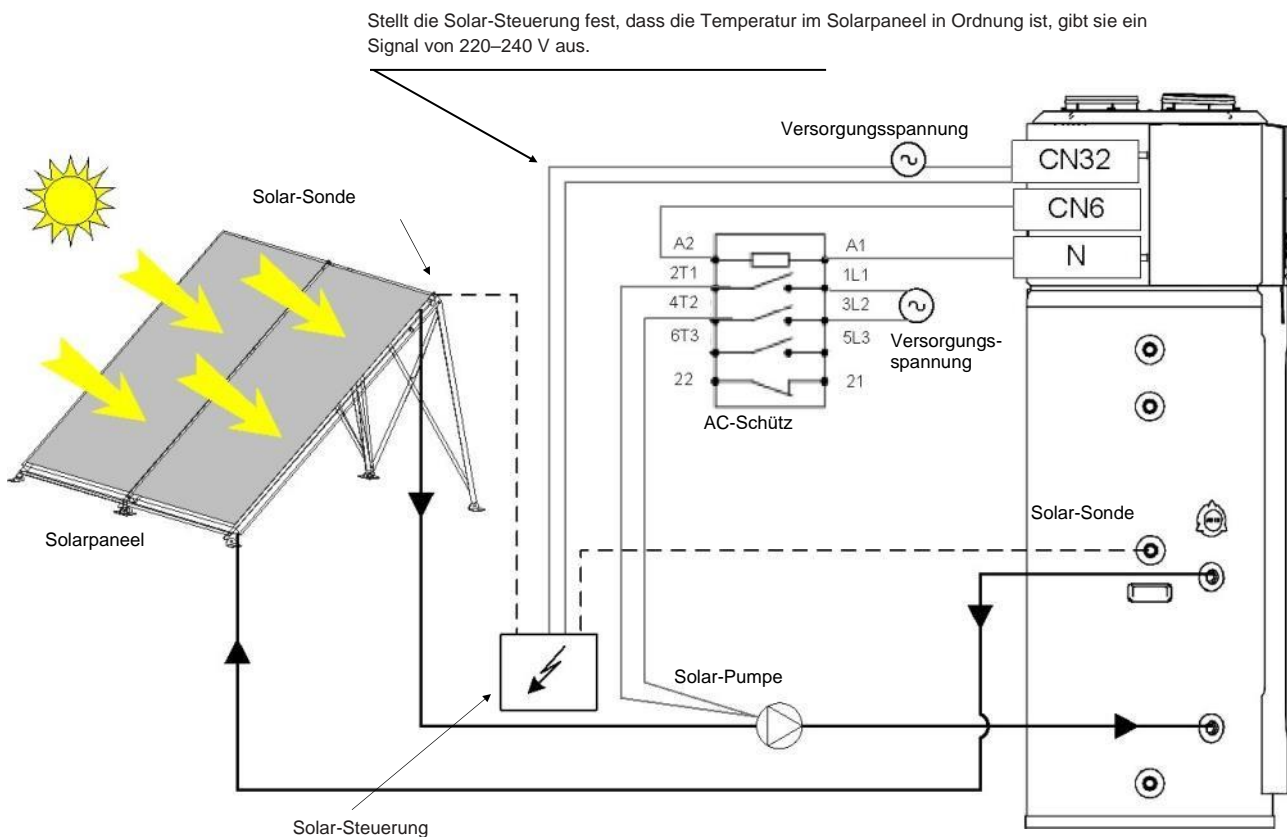 Stellt die Solar-Steuerung fest, dass die Temperatur im Solarpaneel in Ordnung ist, gibt sie ein
Signal von 220–240 V aus.
Versorgungsspannung
CN32
Solar-Sonde
CN6
A2
A1
N
2T1
1L1
4T2
3L2
6T3
5L3
Versorgungs-
spannung
22
21
AC-Schütz
Solar-Sonde
Solarpaneel
Solar-Pumpe
Solar-Steuerung